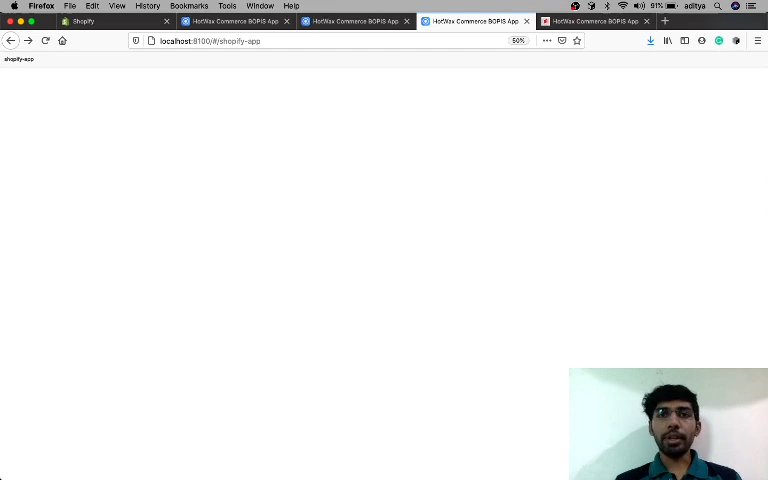 Firefox File Edit View History Bookmarks Tools Window Help 91% aditya
Shopify HotWax Commerce BOPIS App HotWax Commerce BOPIS App HotWax Commerce BOPIS App HotWax Commerce BOPIS App
localhost:8100/#/shopify-app 50%
shopify-app